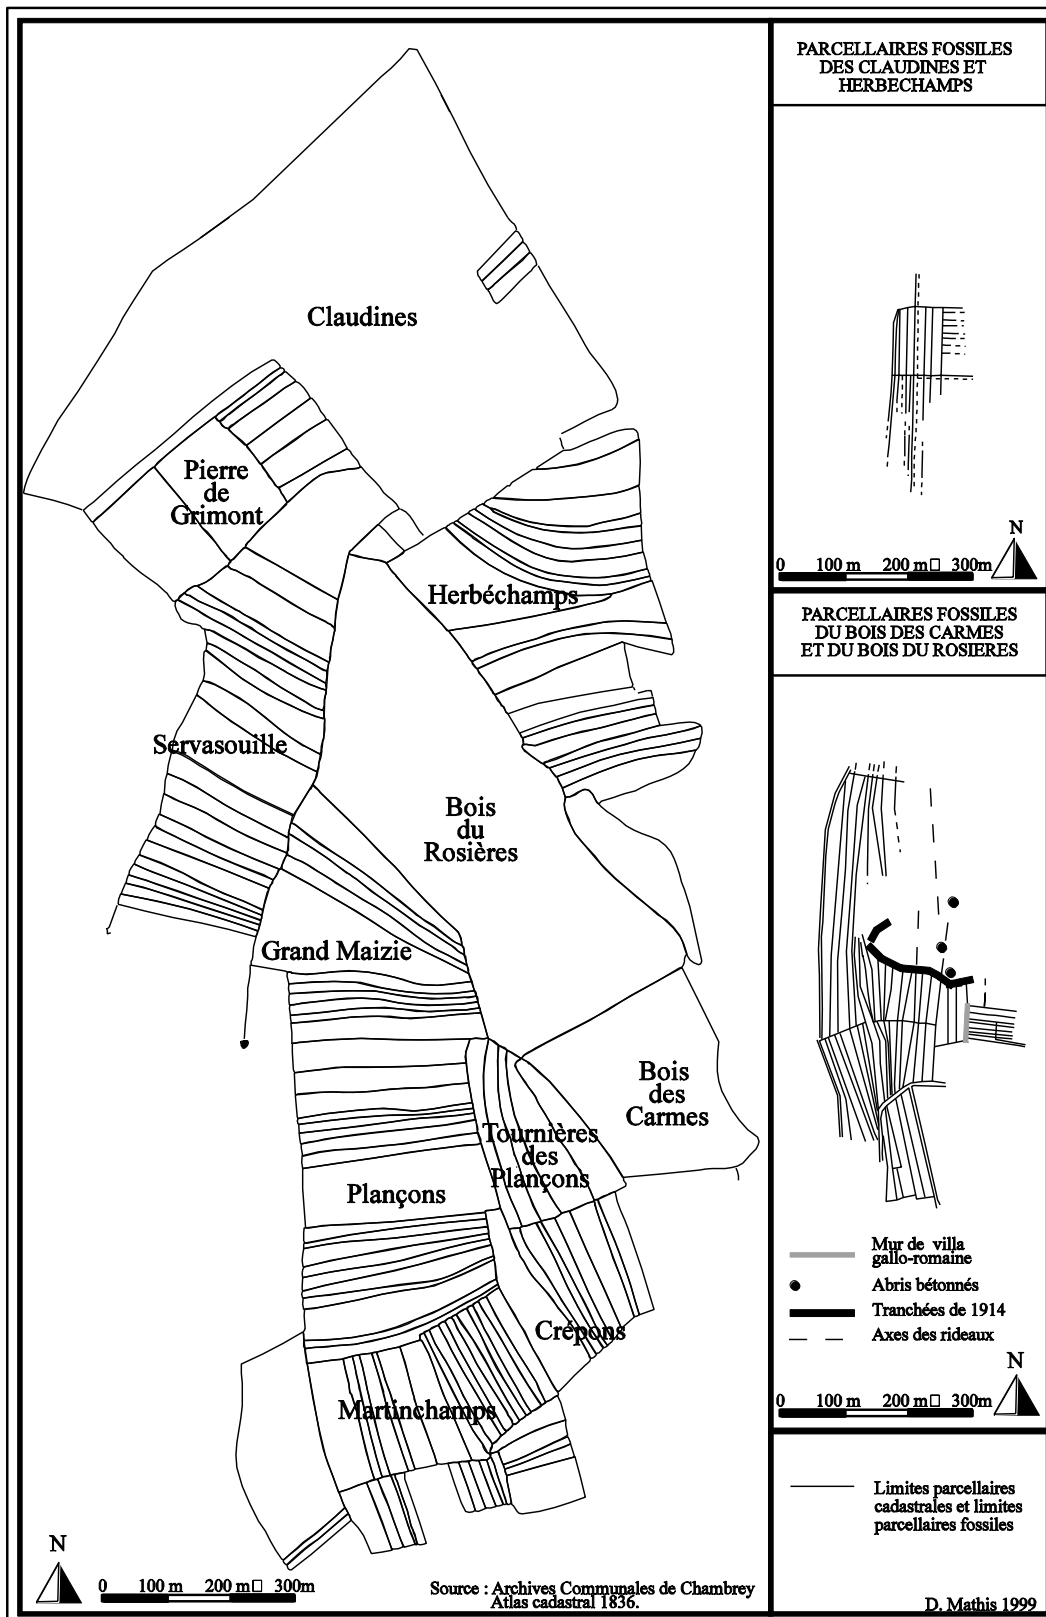 Claudines
Pierre
de
Grimont
Herbéchamps
Servasouille
Bois
du
Rosières
Grand Maizie
Bois
des
Carmes
Tournières
des
Plançons
Plançons
Crépons
Martinchamps
N
0 100 m 200 m□ 300m
Source : Archives Communales de Chambrey
Atlas cadastral 1836.
PARCELLAIRES FOSSILES
DES CLAUDINES ET
HERBECHAMPS
N
0 100 m 200 m□ 300m
PARCELLAIRES FOSSILES
DU BOIS DES CARMES
ET DU BOIS DU ROSIERES
Mur de villa
gallo-romaine
Abris bétonnés
Tranchées de 1914
Axes des rideaux
N
0 100 m 200 m□ 300m
Limites parcellaires
cadastrales et limites
parcellaires fossiles
D. Mathis 1999